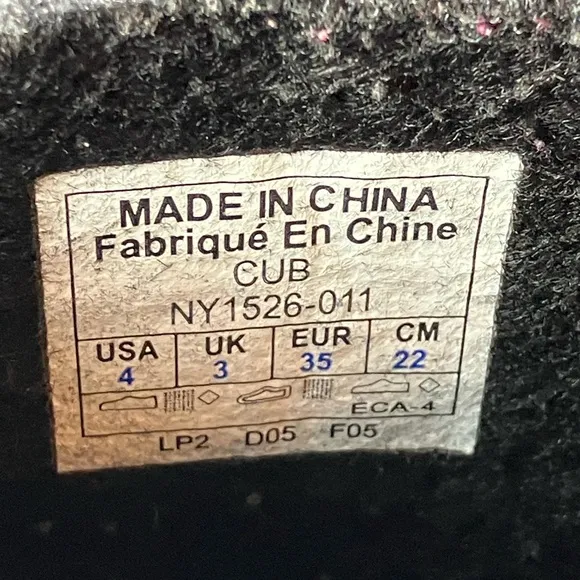 MADE IN CHINA
Fabriqué En Chine
CUB
NY1526-011
USA UK EUR CM
4 3 35 22
ECA-4
LP2 D05 F05